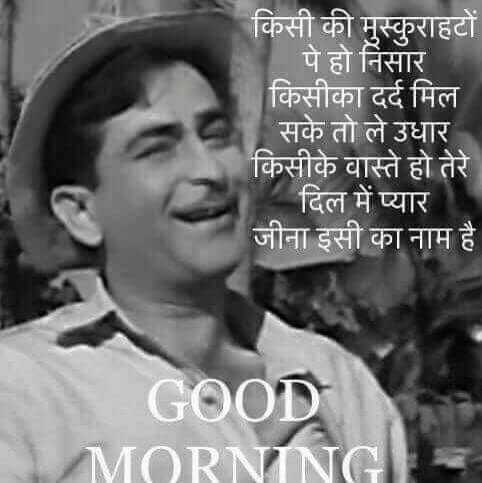 किसी की मुस्कुराहटों
पे हो निसार
किसीका दर्द मिल
सके तो ले उधार
किसीके वास्ते हो तेरे
दिल में प्यार
जीना इसी का नाम है
GOOD
MORNING